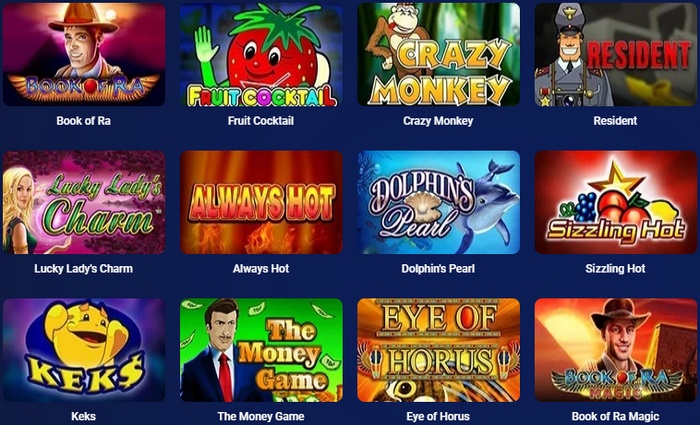 BOOK OF RA
FRUIT COCKTAIL
CRAZY
MONKEY
RESIDENT
Book of Ra
Fruit Cocktail
Crazy Monkey
Resident
Lucky Lady's
Charm
ALWAYS HOT
DOLPHIN'S
Pearl
Sizzling Hot
Lucky Lady's Charm
Always Hot
Dolphin's Pearl
Sizzling Hot
KEK$
The
Money
Game
EYE OF
HORUS
BOOK OF RA
MAGIC
Keks
The Money Game
Eye of Horus
Book of Ra Magic